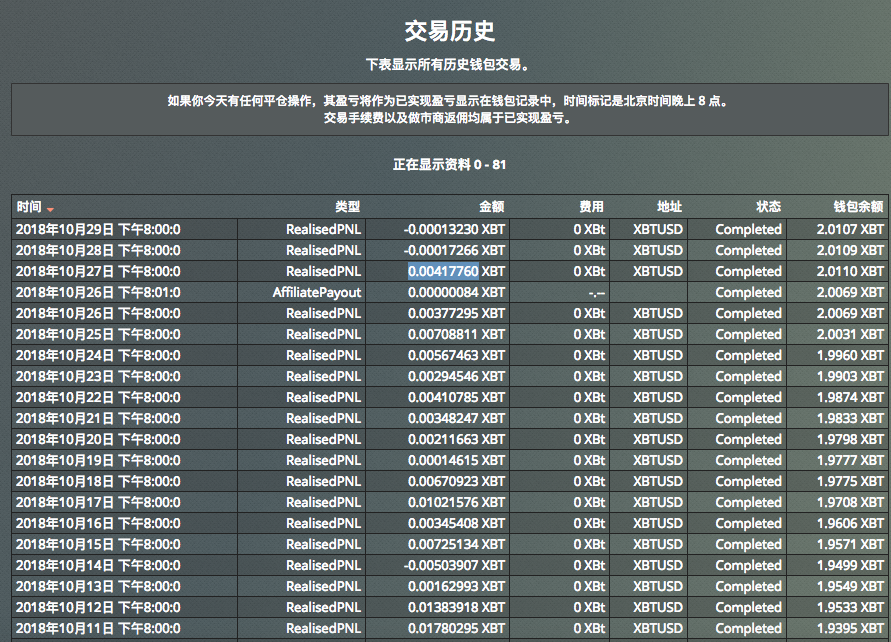 交易历史
下表显示所有历史钱包交易。
如果你今天有任何平仓操作，其盈亏将作为已实现盈亏显示在钱包记录中，时间标记是北京时间晚上 8 点。
交易手续费以及做市商返佣均属于已实现盈亏。
正在显示资料 0 - 81
时间 类型 金额 费用 地址 状态 钱包余额
2018年10月29日 下午8:00:0 RealisedPNL -0.00013230 XBT 0 XBt XBTUSD Completed 2.0107 XBT
2018年10月28日 下午8:00:0 RealisedPNL -0.00017266 XBT 0 XBt XBTUSD Completed 2.0109 XBT
2018年10月27日 下午8:00:0 RealisedPNL 0.00417760 XBT 0 XBt XBTUSD Completed 2.0110 XBT
2018年10月26日 下午8:01:0 AffiliatePayout 0.00000084 XBT -.-- Completed 2.0069 XBT
2018年10月26日 下午8:00:0 RealisedPNL 0.00377295 XBT 0 XBt XBTUSD Completed 2.0069 XBT
2018年10月25日 下午8:00:0 RealisedPNL 0.00708811 XBT 0 XBt XBTUSD Completed 2.0031 XBT
2018年10月24日 下午8:00:0 RealisedPNL 0.00567463 XBT 0 XBt XBTUSD Completed 1.9960 XBT
2018年10月23日 下午8:00:0 RealisedPNL 0.00294546 XBT 0 XBt XBTUSD Completed 1.9903 XBT
2018年10月22日 下午8:00:0 RealisedPNL 0.00410785 XBT 0 XBt XBTUSD Completed 1.9874 XBT
2018年10月21日 下午8:00:0 RealisedPNL 0.00348247 XBT 0 XBt XBTUSD Completed 1.9833 XBT
2018年10月20日 下午8:00:0 RealisedPNL 0.00211663 XBT 0 XBt XBTUSD Completed 1.9798 XBT
2018年10月19日 下午8:00:0 RealisedPNL 0.00014615 XBT 0 XBt XBTUSD Completed 1.9777 XBT
2018年10月18日 下午8:00:0 RealisedPNL 0.00670923 XBT 0 XBt XBTUSD Completed 1.9775 XBT
2018年10月17日 下午8:00:0 RealisedPNL 0.01021576 XBT 0 XBt XBTUSD Completed 1.9708 XBT
2018年10月16日 下午8:00:0 RealisedPNL 0.00345408 XBT 0 XBt XBTUSD Completed 1.9606 XBT
2018年10月15日 下午8:00:0 RealisedPNL 0.00725134 XBT 0 XBt XBTUSD Completed 1.9571 XBT
2018年10月14日 下午8:00:0 RealisedPNL -0.00503907 XBT 0 XBt XBTUSD Completed 1.9499 XBT
2018年10月13日 下午8:00:0 RealisedPNL 0.00162993 XBT 0 XBt XBTUSD Completed 1.9549 XBT
2018年10月12日 下午8:00:0 RealisedPNL 0.01383918 XBT 0 XBt XBTUSD Completed 1.9533 XBT
2018年10月11日 下午8:00:0 RealisedPNL 0.01780295 XBT 0 XBt XBTUSD Completed 1.9395 XBT